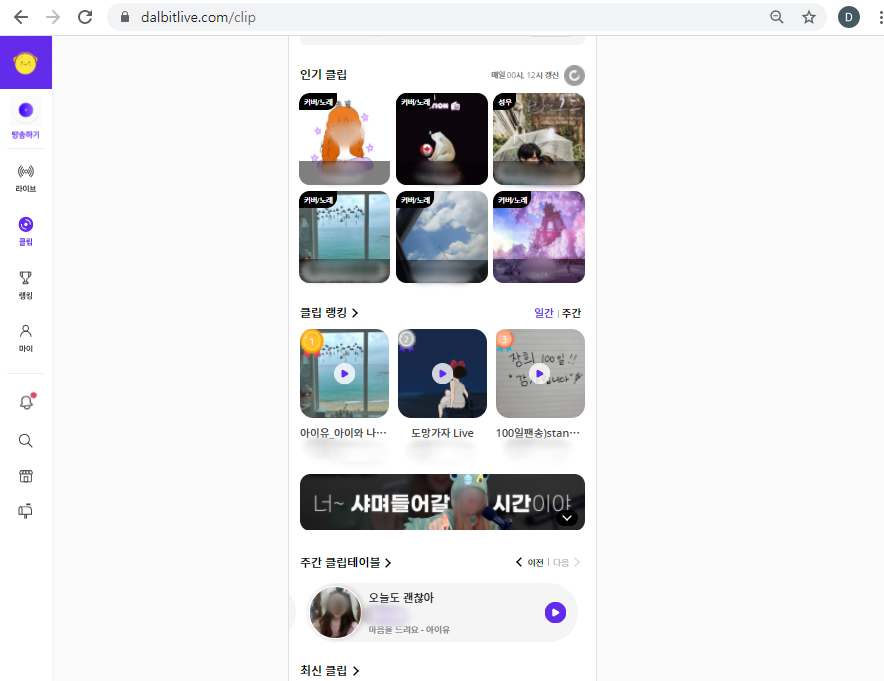 dalbitlive.com/clip
D
방송하기
라이브
클립
랭킹
마이
인기 클립
매일 00시, 12시 갱신
커버/노래
커버/노래
성우
커버/노래
커버/노래
커버/노래
클립 랭킹 >
일간 | 주간
1
2
3
장희 100일!!
아이유_아이와 나…
도망가자 Live
100일팬송)stan…
너~ 샤며들어갈 시간이야
주간 클립테이블 >
< 이전 | 다음 >
오늘도 괜찮아
마음을 드려요 - 아이유
최신 클립 >